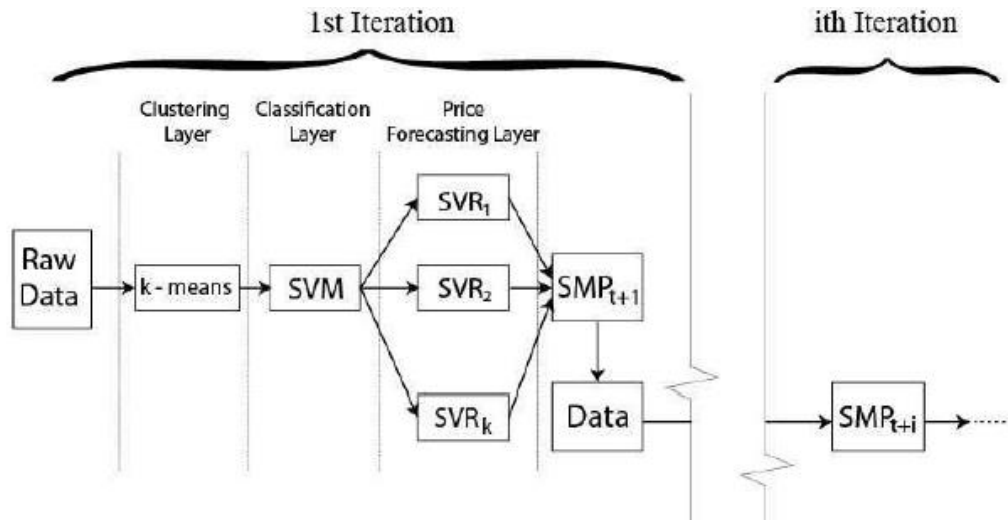 1st Iteration
ith Iteration
Clustering
Layer
Classification
Layer
Price
Forecasting Layer
Raw
Data
k - means
SVM
SVR1
SVR2
SVRk
SMPt+1
Data
SMPt+i